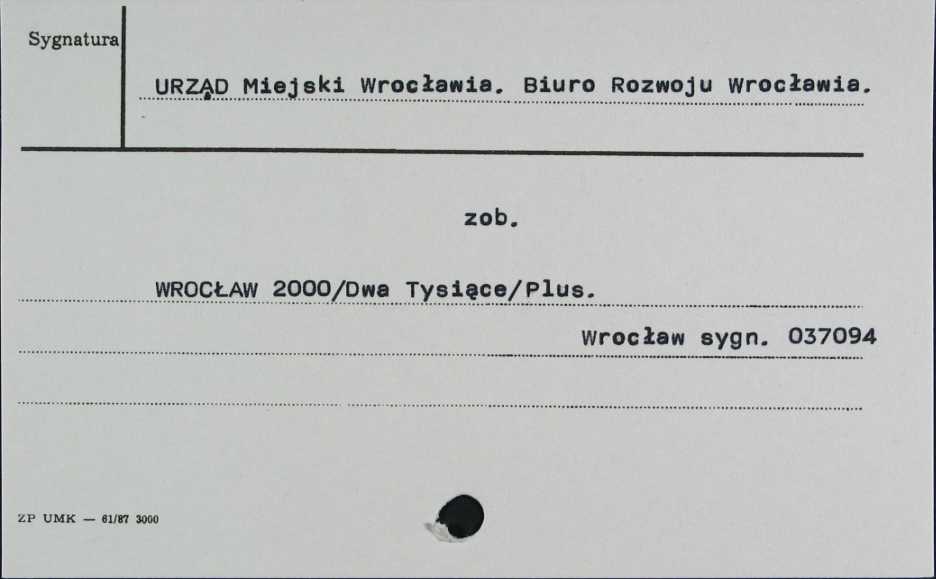 Sygnatura
URZĄD Miejski Wrocławia. Biuro Rozwoju Wrocławia.
zob.
WROCŁAW 2000/Dwa Tysiące/Plus.
Wrocław sygn. 037094
ZP UMK — 61/87 3000